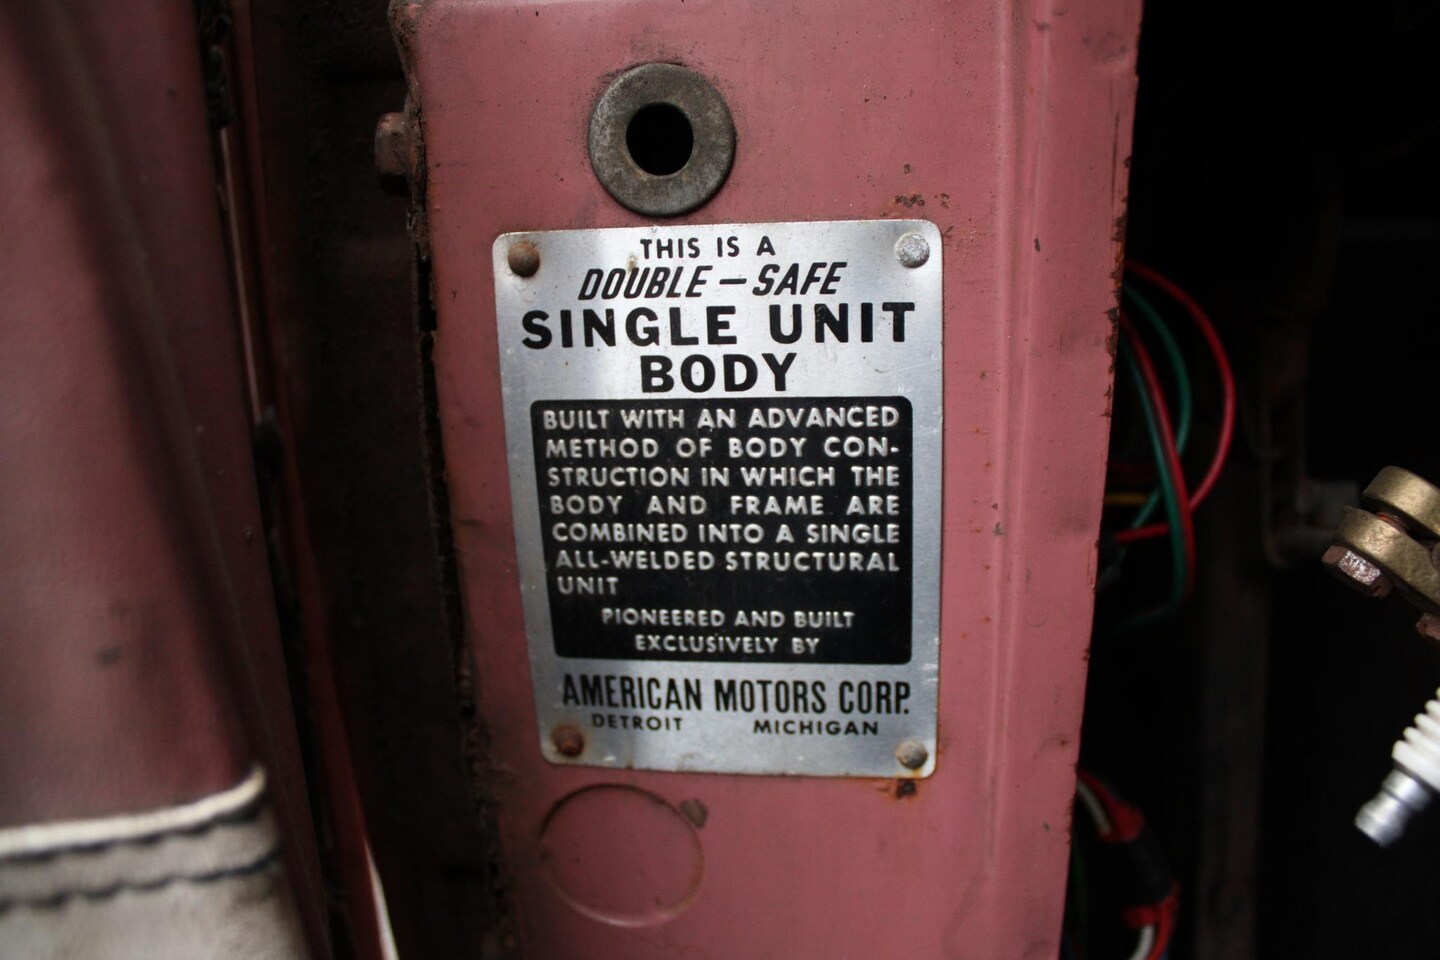 THIS IS A
DOUBLE-SAFE
SINGLE UNIT
BODY
BUILT WITH AN ADVANCED
METHOD OF BODY CON-
STRUCTION IN WHICH THE
BODY AND FRAME ARE
COMBINED INTO A SINGLE
ALL-WELDED STRUCTURAL
UNIT
PIONEERED AND BUILT
EXCLUSIVELY BY
AMERICAN MOTORS CORP.
DETROIT MICHIGAN